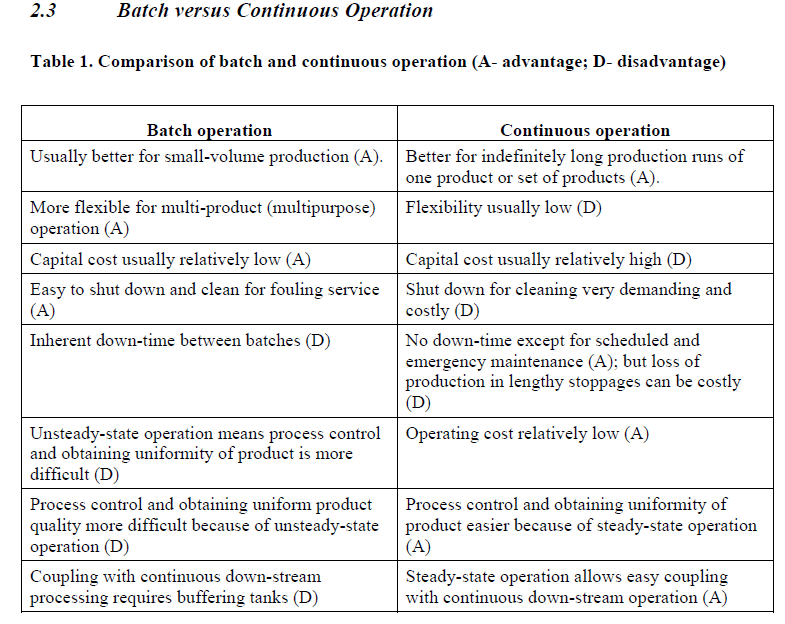 2.3 Batch versus Continuous Operation
Table 1. Comparison of batch and continuous operation (A- advantage; D- disadvantage)
Batch operation
Continuous operation
Usually better for small-volume production (A).
Better for indefinitely long production runs of
one product or set of products (A).
More flexible for multi-product (multipurpose)
operation (A)
Flexibility usually low (D)
Capital cost usually relatively low (A)
Capital cost usually relatively high (D)
Easy to shut down and clean for fouling service
(A)
Shut down for cleaning very demanding and
costly (D)
Inherent down-time between batches (D)
No down-time except for scheduled and
emergency maintenance (A); but loss of
production in lengthy stoppages can be costly
(D)
Unsteady-state operation means process control
and obtaining uniformity of product is more
difficult (D)
Operating cost relatively low (A)
Process control and obtaining uniform product
quality more difficult because of unsteady-state
operation (D)
Process control and obtaining uniformity of
product easier because of steady-state operation
(A)
Coupling with continuous down-stream
processing requires buffering tanks (D)
Steady-state operation allows easy coupling
with continuous down-stream operation (A)